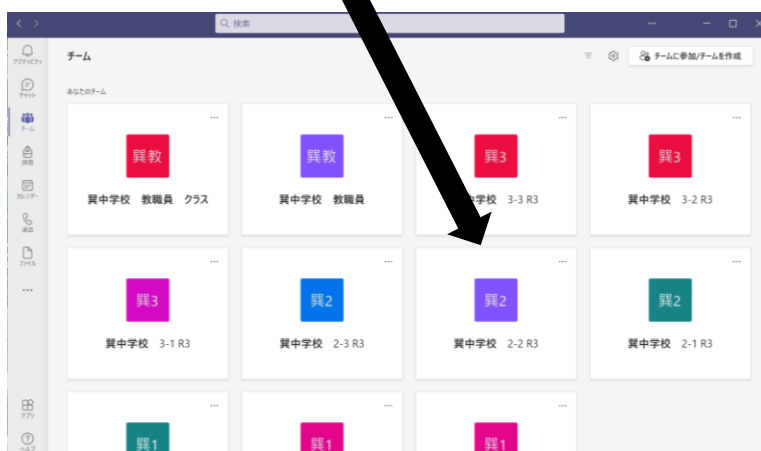 検索
アクティビティ
チーム
チームに参加/チームを作成
チャット
あなたのチーム
チーム
巽教
巽教
巽3
巽3
課題
巽中学校 教職員 クラス
巽中学校 教職員
中学校 3-3 R3
巽中学校 3-2 R3
カレンダー
通話
ファイル
巽3
巽2
巽2
巽2
巽中学校 3-1 R3
巽中学校 2-3 R3
巽中学校 2-2 R3
巽中学校 2-1 R3
アプリ
巽1
巽1
巽1
ヘルプ